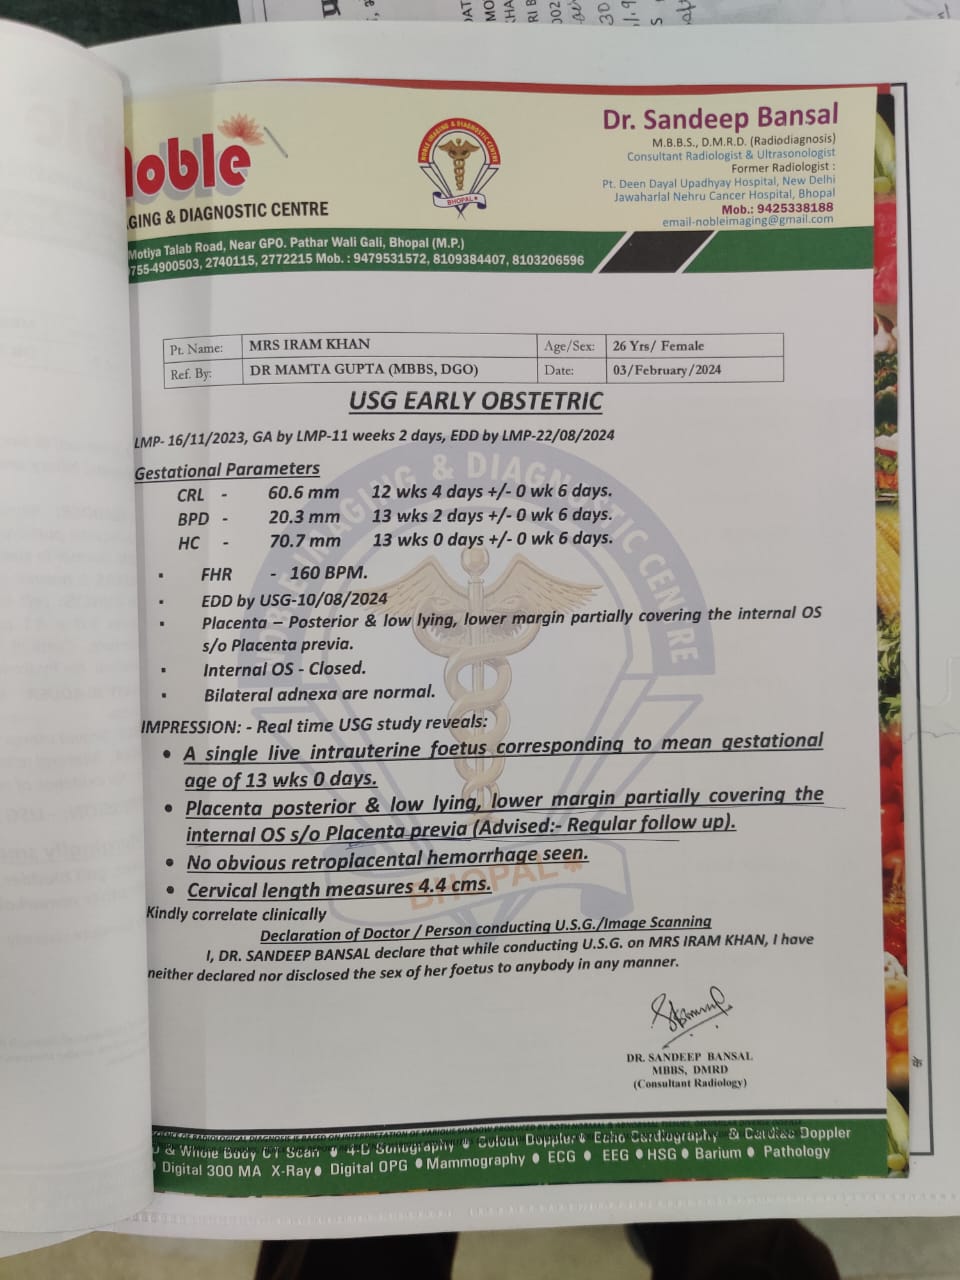 Noble
AGING & DIAGNOSTIC CENTRE
NOBLE IMAGING & DIAGNOSTIC CENTRE
BHOPAL
Dr. Sandeep Bansal
M.B.B.S., D.M.R.D. (Radiodiagnosis)
Consultant Radiologist & Ultrasonologist
Former Radiologist :
Pt. Deen Dayal Upadhyay Hospital, New Delhi
Jawaharlal Nehru Cancer Hospital, Bhopal
Mob.: 9425338188
email-nobleimaging@gmail.com
Motiya Talab Road, Near GPO. Pathar Wali Gali, Bhopal (M.P.)
0755-4900503, 2740115, 2772215 Mob. : 9479531572, 8109384407, 8103206596
Pt. Name: MRS IRAM KHAN Age/Sex: 26 Yrs/ Female
Ref. By: DR MAMTA GUPTA (MBBS, DGO) Date: 03/February/2024
USG EARLY OBSTETRIC
LMP- 16/11/2023, GA by LMP-11 weeks 2 days, EDD by LMP-22/08/2024
Gestational Parameters
CRL - 60.6 mm 12 wks 4 days +/- 0 wk 6 days.
BPD - 20.3 mm 13 wks 2 days +/- 0 wk 6 days.
HC - 70.7 mm 13 wks 0 days +/- 0 wk 6 days.
FHR - 160 BPM.
EDD by USG-10/08/2024
Placenta – Posterior & low lying, lower margin partially covering the internal OS
s/o Placenta previa.
Internal OS - Closed.
Bilateral adnexa are normal.
IMPRESSION: - Real time USG study reveals:
A single live intrauterine foetus corresponding to mean gestational
age of 13 wks 0 days.
Placenta posterior & low lying, lower margin partially covering the
internal OS s/o Placenta previa (Advised:- Regular follow up).
No obvious retroplacental hemorrhage seen.
Cervical length measures 4.4 cms.
BHOPAL
Kindly correlate clinically
Declaration of Doctor / Person conducting U.S.G./Image Scanning
I, DR. SANDEEP BANSAL declare that while conducting U.S.G. on MRS IRAM KHAN, I have
neither declared nor disclosed the sex of her foetus to anybody in any manner.
DR. SANDEEP BANSAL
MBBS, DMRD
(Consultant Radiology)
& Whole Body CT Scan 4-D Sonography Colour Doppler Echo Cardiography & Cardiac Doppler
Digital 300 MA X-Ray Digital OPG Mammography ECG EEG HSG Barium Pathology